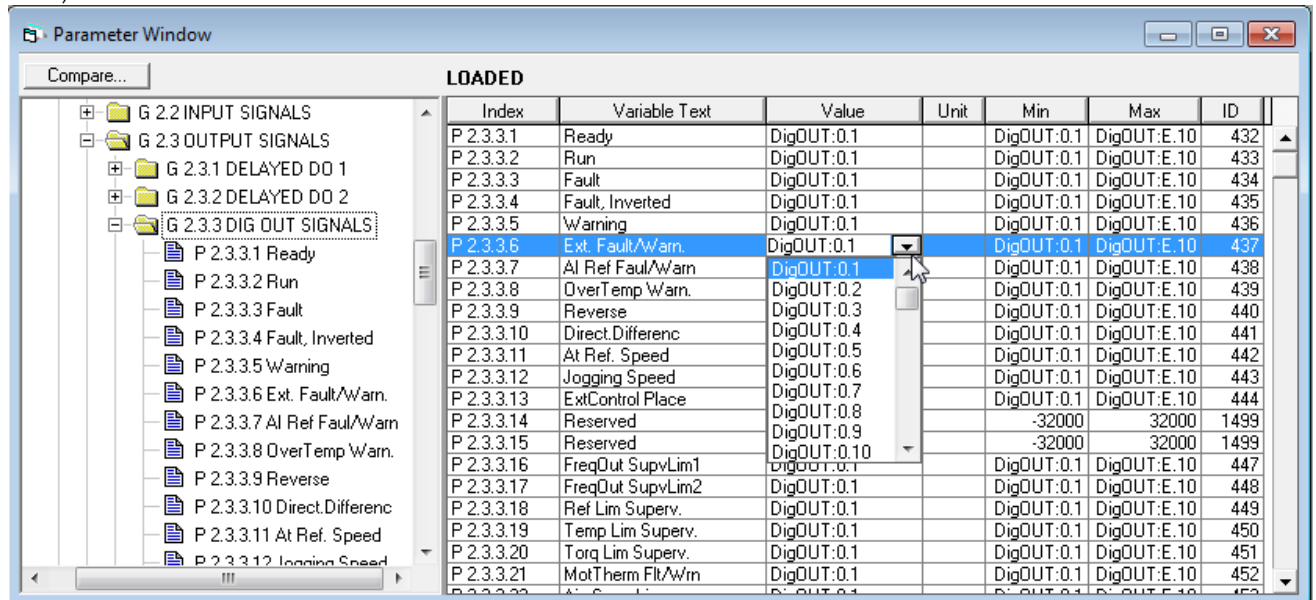 Parameter Window
Compare...
LOADED
G 2.2 INPUT SIGNALS
G 2.3 OUTPUT SIGNALS
G 2.3.1 DELAYED DO 1
G 2.3.2 DELAYED DO 2
G 2.3.3 DIG OUT SIGNALS
P 2.3.3.1 Ready
P 2.3.3.2 Run
P 2.3.3.3 Fault
P 2.3.3.4 Fault, Inverted
P 2.3.3.5 Warning
P 2.3.3.6 Ext. Fault/Warn.
P 2.3.3.7 AI Ref Faul/Warn
P 2.3.3.8 OverTemp Warn.
P 2.3.3.9 Reverse
P 2.3.3.10 Direct.Differenc
P 2.3.3.11 At Ref. Speed
P 2.3.3.12 Jogging Speed
Index Variable Text Value Unit Min Max ID
P 2.3.3.1 Ready DigOUT:0.1 DigOUT:0.1 DigOUT:E.10 432
P 2.3.3.2 Run DigOUT:0.1 DigOUT:0.1 DigOUT:E.10 433
P 2.3.3.3 Fault DigOUT:0.1 DigOUT:0.1 DigOUT:E.10 434
P 2.3.3.4 Fault, Inverted DigOUT:0.1 DigOUT:0.1 DigOUT:E.10 435
P 2.3.3.5 Warning DigOUT:0.1 DigOUT:0.1 DigOUT:E.10 436
P 2.3.3.6 Ext. Fault/Warn. DigOUT:0.1 DigOUT:0.1 DigOUT:E.10 437
P 2.3.3.7 AI Ref Faul/Warn DigOUT:0.1 DigOUT:0.1 DigOUT:E.10 438
P 2.3.3.8 OverTemp Warn. DigOUT:0.2 DigOUT:0.1 DigOUT:E.10 439
P 2.3.3.9 Reverse DigOUT:0.3 DigOUT:0.1 DigOUT:E.10 440
P 2.3.3.10 Direct.Differenc DigOUT:0.4 DigOUT:0.1 DigOUT:E.10 441
P 2.3.3.11 At Ref. Speed DigOUT:0.5 DigOUT:0.1 DigOUT:E.10 442
P 2.3.3.12 Jogging Speed DigOUT:0.6 DigOUT:0.1 DigOUT:E.10 443
P 2.3.3.13 ExtControl Place DigOUT:0.7 DigOUT:0.1 DigOUT:E.10 444
P 2.3.3.14 Reserved DigOUT:0.8 -32000 32000 1499
P 2.3.3.15 Reserved DigOUT:0.9 -32000 32000 1499
DigOUT:0.10
P 2.3.3.16 FreqOut SupvLim1 DigOUT:0.1 DigOUT:0.1 DigOUT:E.10 447
P 2.3.3.17 FreqOut SupvLim2 DigOUT:0.1 DigOUT:0.1 DigOUT:E.10 448
P 2.3.3.18 Ref Lim Superv. DigOUT:0.1 DigOUT:0.1 DigOUT:E.10 449
P 2.3.3.19 Temp Lim Superv. DigOUT:0.1 DigOUT:0.1 DigOUT:E.10 450
P 2.3.3.20 Torq Lim Superv. DigOUT:0.1 DigOUT:0.1 DigOUT:E.10 451
P 2.3.3.21 MotTherm Flt/Wrn DigOUT:0.1 DigOUT:0.1 DigOUT:E.10 452